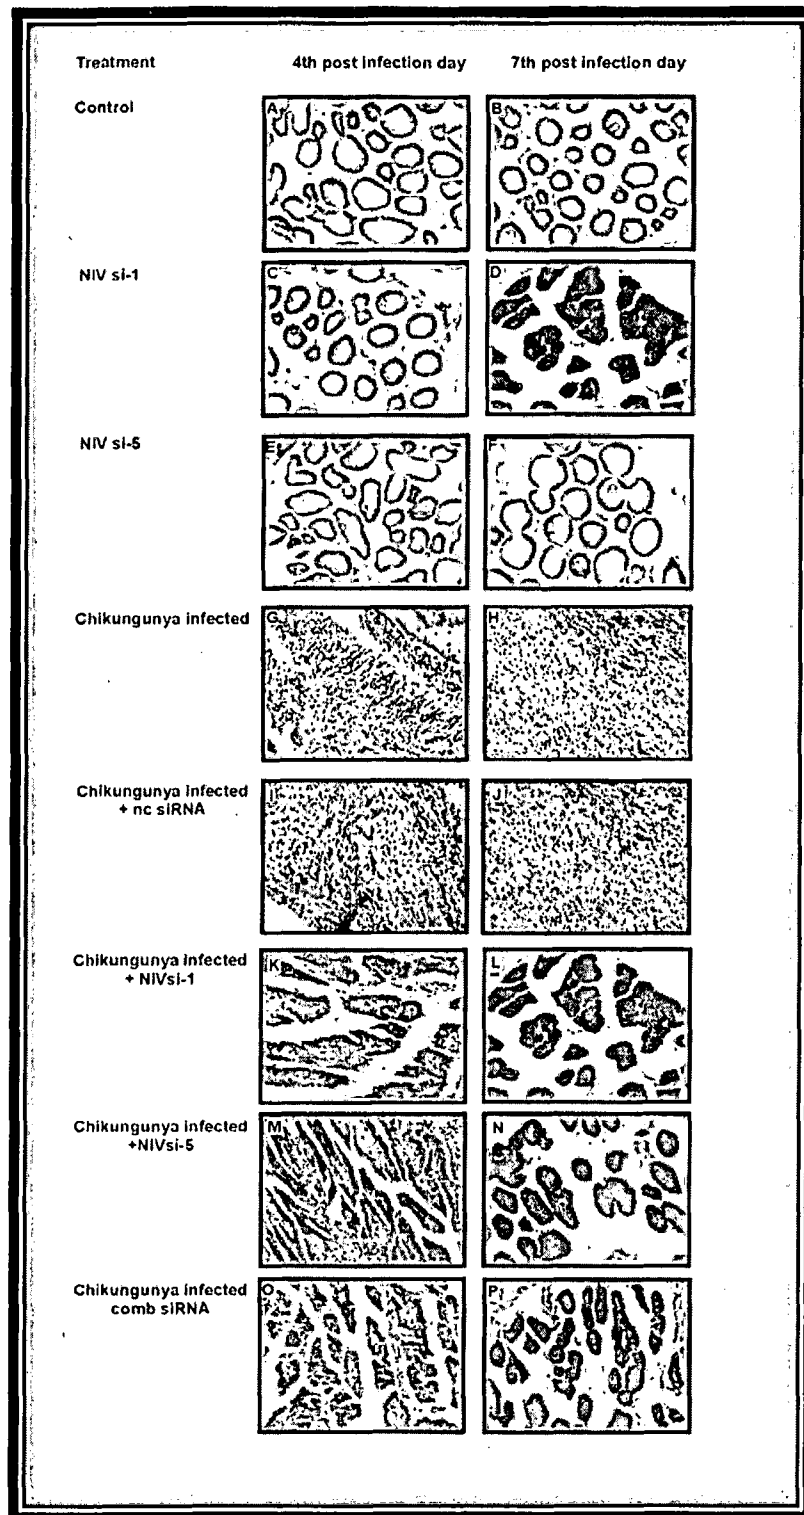 Treatment 4th post infection day 7th post infection day
Control
A B
NIV si-1
C D
NIV si-5
E F
Chikungunya infected
G H
Chikungunya infected
+ nc siRNA
I J
Chikungunya infected
+ NIVsi-1
K L
Chikungunya infected
+NIVsi-5
M N
Chikungunya infected
comb siRNA
O P